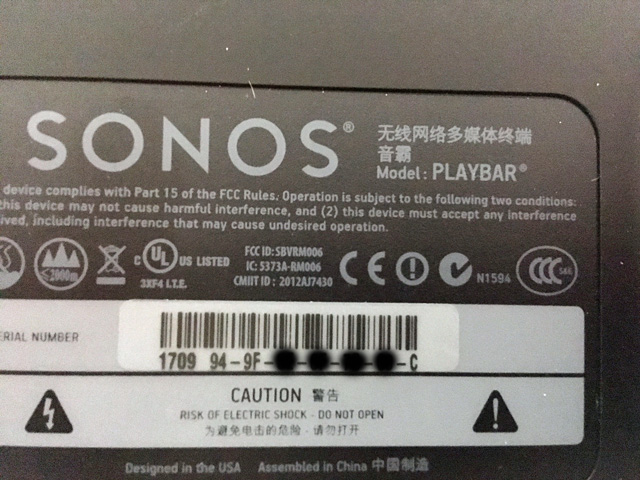 SONOS®
无线网络多媒体终端
音霸
Model: PLAYBAR®
device complies with Part 15 of the FCC Rules. Operation is subject to the following two conditions:
this device may not cause harmful interference, and (2) this device must accept any interference
ived, including interference that may cause undesired operation.
≤2000m
C UL US LISTED
3XF4 I.T.E.
FCC ID:SBVRM006
IC: 5373A-RM006
CMIIT ID: 2012AJ7430
CE
N1594
CCC S&E
ERIAL NUMBER
1709 94-9F- - - - -C
CAUTION 警告
RISK OF ELECTRIC SHOCK - DO NOT OPEN
为避免电击的危险 - 请勿打开
Designed in the USA Assembled in China 中国制造